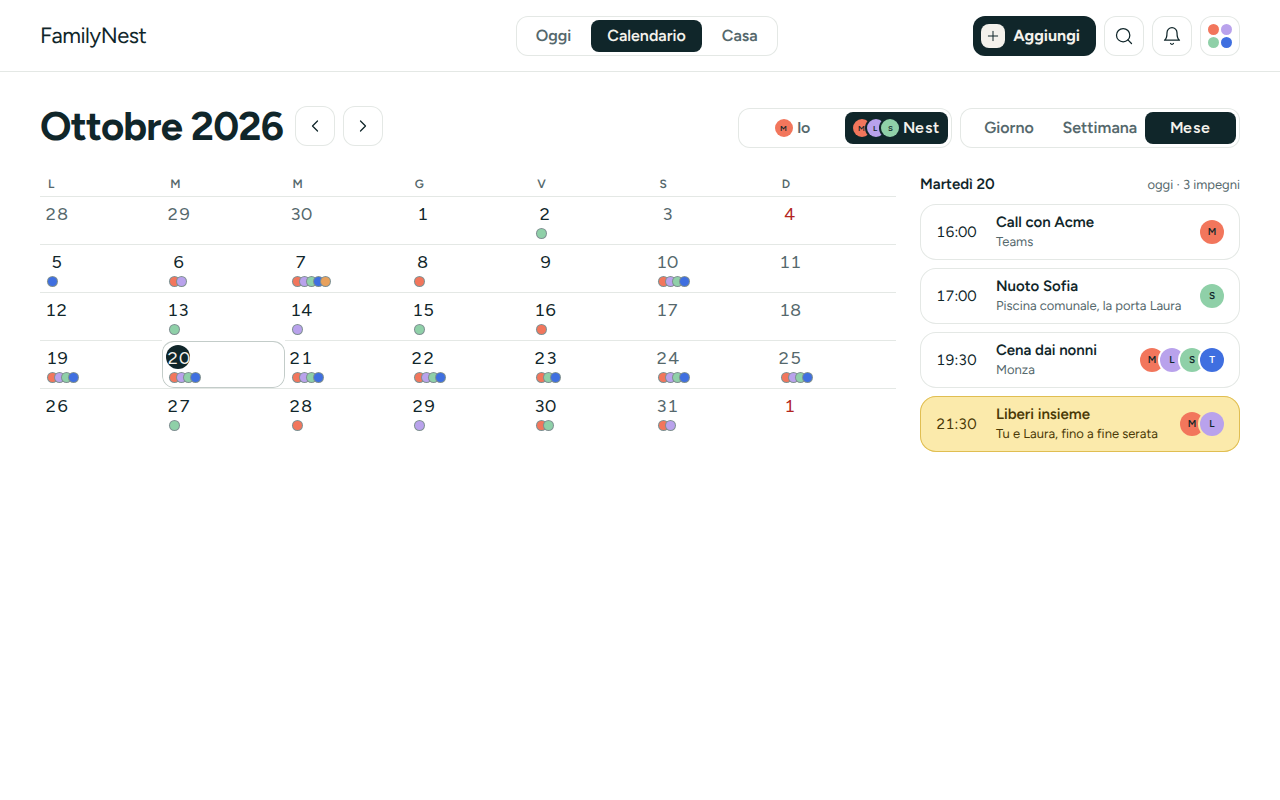 FamilyNest
Oggi Calendario Casa
Aggiungi
Ottobre 2026
M Io M L S Nest
Giorno Settimana Mese
L M M G V S D
28 29 30 1 2 3 4
5 6 7 8 9 10 11
12 13 14 15 16 17 18
19 20 21 22 23 24 25
26 27 28 29 30 31 1
Martedì 20 oggi · 3 impegni
16:00 Call con Acme M
Teams
17:00 Nuoto Sofia S
Piscina comunale, la porta Laura
19:30 Cena dai nonni M L S T
Monza
21:30 Liberi insieme M L
Tu e Laura, fino a fine serata